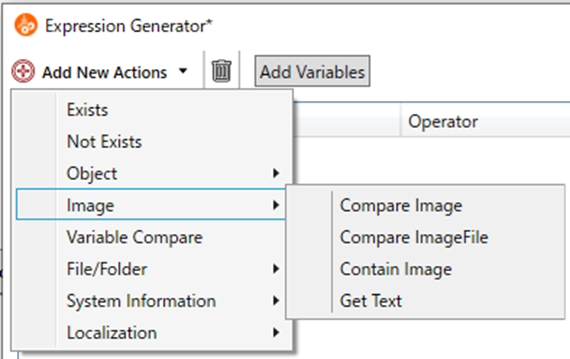 Expression Generator*
Add New Actions
Add Variables
Operator
Exists
Not Exists
Object
Image
Variable Compare
File/Folder
System Information
Localization
Compare Image
Compare ImageFile
Contain Image
Get Text